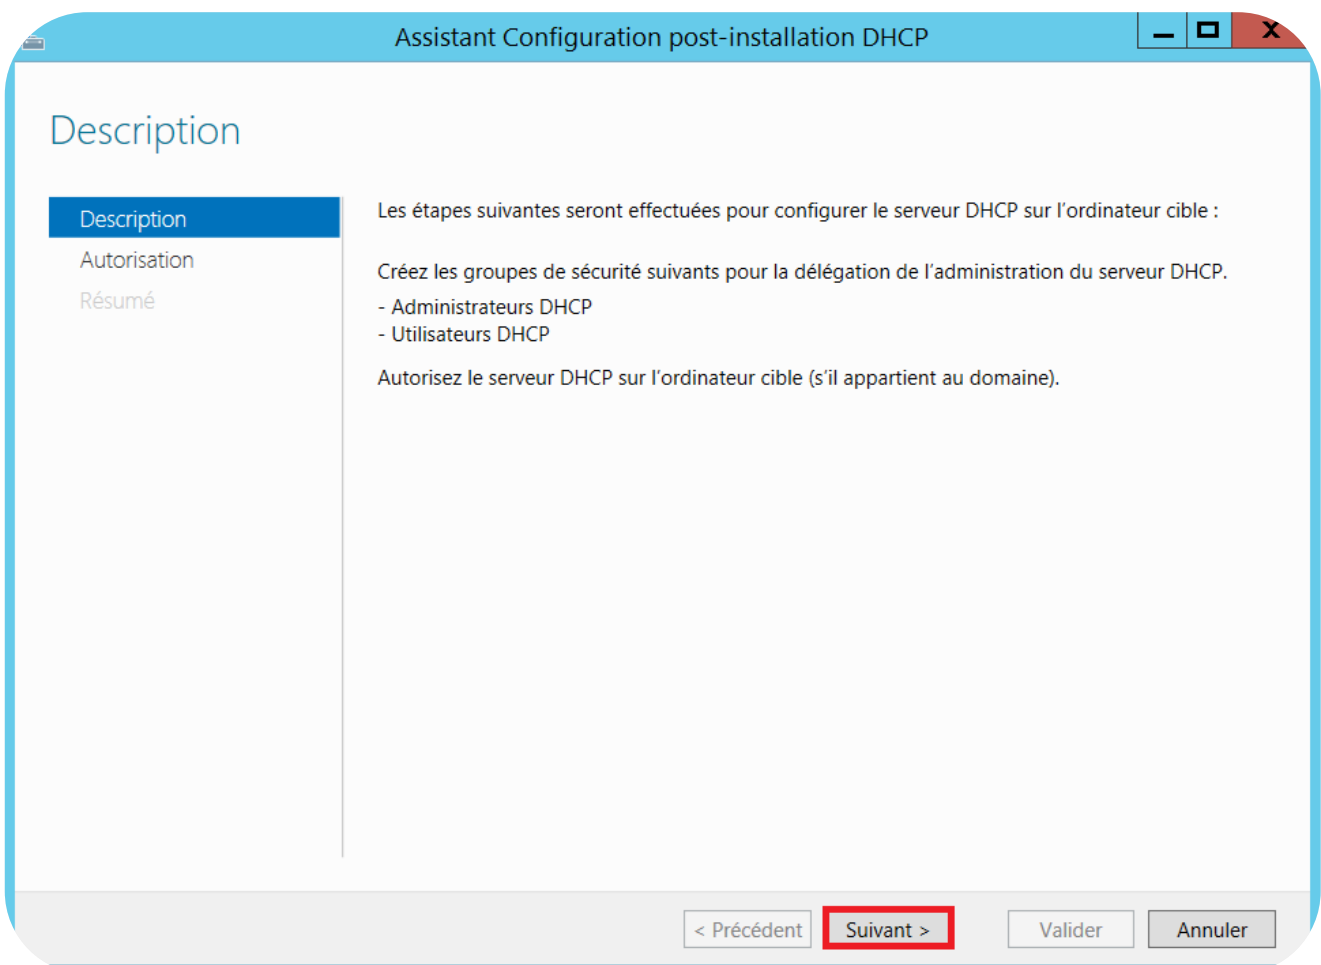 Assistant Configuration post-installation DHCP
Description
Description
Autorisation
Résumé
Les étapes suivantes seront effectuées pour configurer le serveur DHCP sur l'ordinateur cible :
Créez les groupes de sécurité suivants pour la délégation de l'administration du serveur DHCP.
- Administrateurs DHCP
- Utilisateurs DHCP
Autorisez le serveur DHCP sur l'ordinateur cible (s'il appartient au domaine).
< Précédent
Suivant >
Valider
Annuler